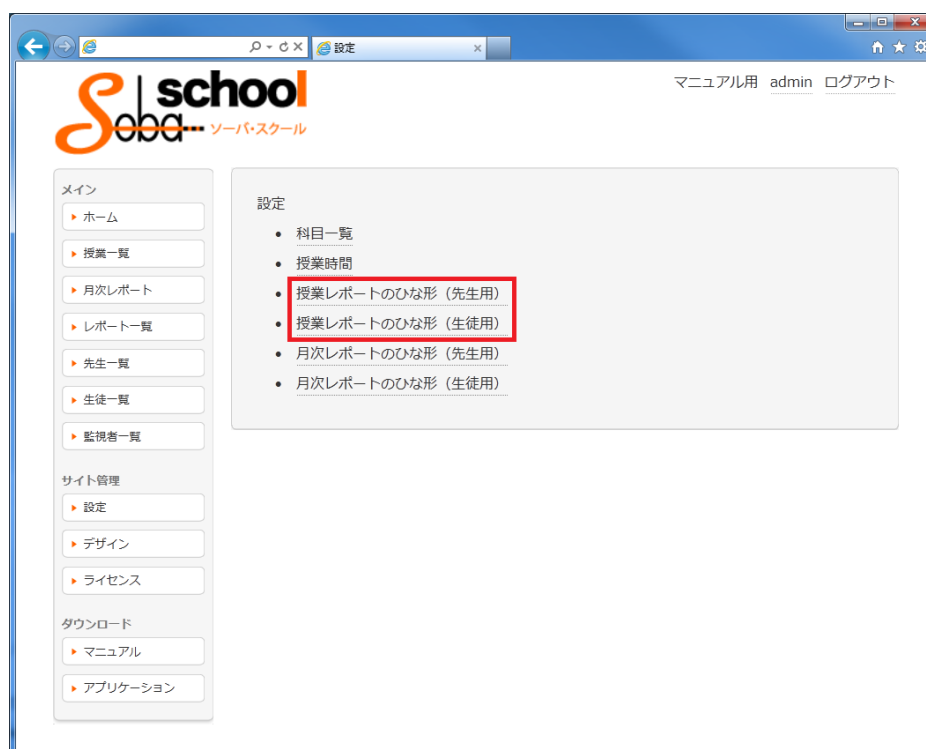 設定
school
Soba
ソーバ・スクール
マニュアル用 admin ログアウト
メイン
ホーム
授業一覧
月次レポート
レポート一覧
先生一覧
生徒一覧
監視者一覧
サイト管理
設定
デザイン
ライセンス
ダウンロード
マニュアル
アプリケーション
設定
科目一覧
授業時間
授業レポートのひな形（先生用）
授業レポートのひな形（生徒用）
月次レポートのひな形（先生用）
月次レポートのひな形（生徒用）